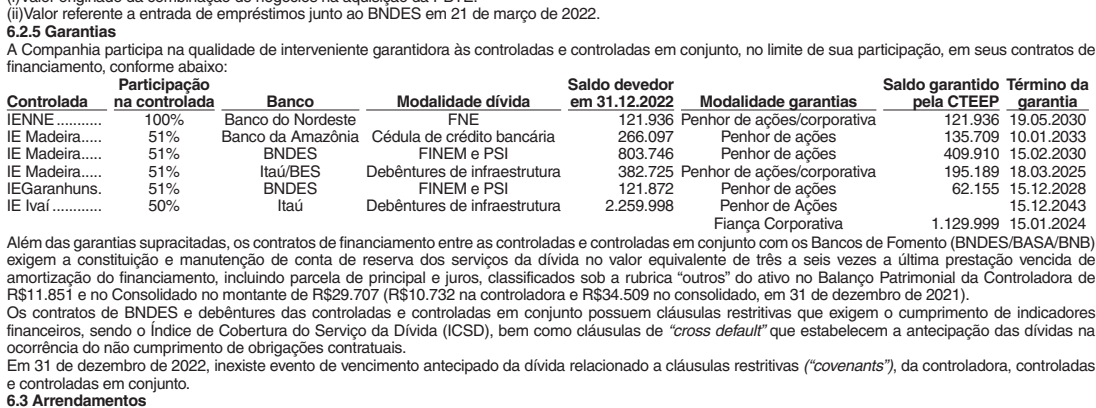 (ii)Valor referente a entrada de empréstimos junto ao BNDES em 21 de março de 2022.
6.2.5 Garantias
A Companhia participa na qualidade de interveniente garantidora às controladas e controladas em conjunto, no limite de sua participação, em seus contratos de
financiamento, conforme abaixo:
Participação Saldo devedor Saldo garantido Término da
Controlada na controlada Banco Modalidade dívida em 31.12.2022 Modalidade garantias pela CTEEP garantia
IENNE ........... 100% Banco do Nordeste FNE 121.936 Penhor de ações/corporativa 121.936 19.05.2030
IE Madeira..... 51% Banco da Amazônia Cédula de crédito bancária 266.097 Penhor de ações 135.709 10.01.2033
IE Madeira..... 51% BNDES FINEM e PSI 803.746 Penhor de ações 409.910 15.02.2030
IE Madeira..... 51% Itaú/BES Debêntures de infraestrutura 382.725 Penhor de ações/corporativa 195.189 18.03.2025
IEGaranhuns. 51% BNDES FINEM e PSI 121.872 Penhor de ações 62.155 15.12.2028
IE Ivaí ............ 50% Itaú Debêntures de infraestrutura 2.259.998 Penhor de Ações 15.12.2043
Fiança Corporativa 1.129.999 15.01.2024
Além das garantias supracitadas, os contratos de financiamento entre as controladas e controladas em conjunto com os Bancos de Fomento (BNDES/BASA/BNB)
exigem a constituição e manutenção de conta de reserva dos serviços da dívida no valor equivalente de três a seis vezes a última prestação vencida de
amortização do financiamento, incluindo parcela de principal e juros, classificados sob a rubrica “outros” do ativo no Balanço Patrimonial da Controladora de
R$11.851 e no Consolidado no montante de R$29.707 (R$10.732 na controladora e R$34.509 no consolidado, em 31 de dezembro de 2021).
Os contratos de BNDES e debêntures das controladas e controladas em conjunto possuem cláusulas restritivas que exigem o cumprimento de indicadores
financeiros, sendo o Índice de Cobertura do Serviço da Dívida (ICSD), bem como cláusulas de “cross default” que estabelecem a antecipação das dívidas na
ocorrência do não cumprimento de obrigações contratuais.
Em 31 de dezembro de 2022, inexiste evento de vencimento antecipado da dívida relacionado a cláusulas restritivas (“covenants”), da controladora, controladas
e controladas em conjunto.
6.3 Arrendamentos